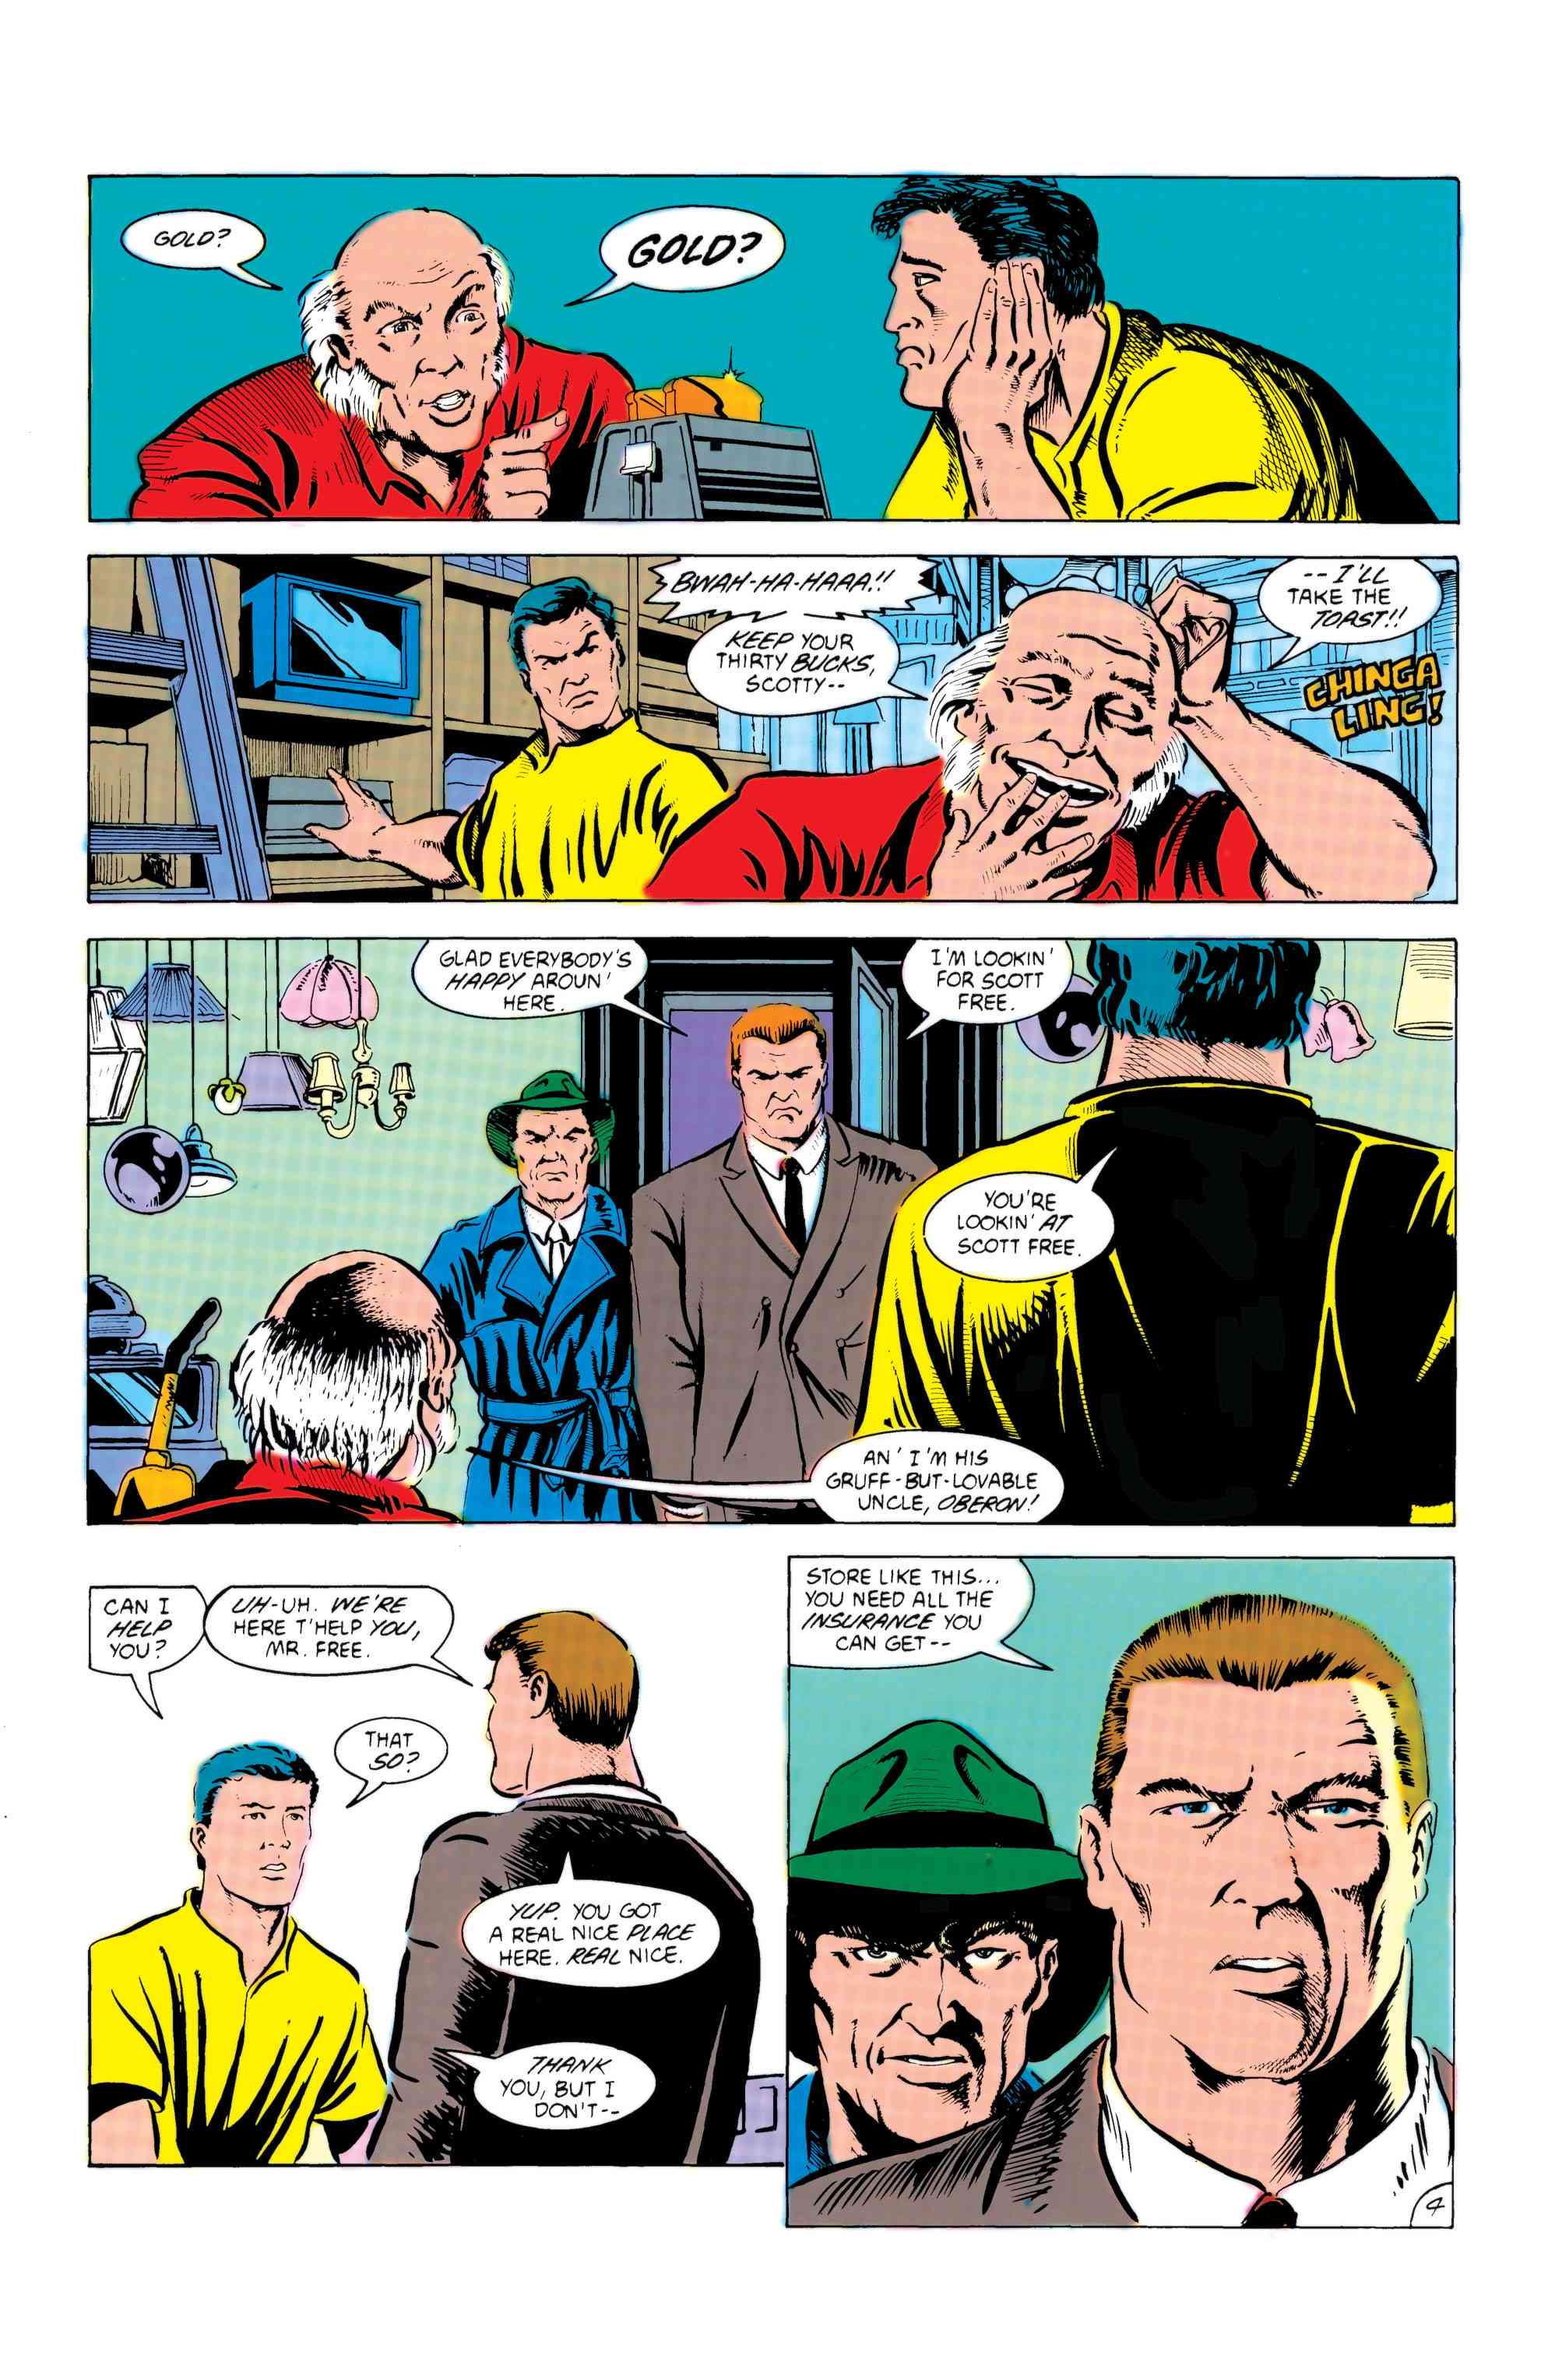 GOLD?
GOLD?
BWAH-HA-HAAA!!
KEEP YOUR
THIRTY BUCKS,
SCOTTY--
--I'LL
TAKE THE
TOAST!!
CHINGA
LING!
GLAD EVERYBODY'S
HAPPY AROUN'
HERE.
I'M LOOKIN'
FOR SCOTT
FREE.
YOU'RE
LOOKIN' AT
SCOTT FREE.
AN' I'M HIS
GRUFF-BUT-LOVABLE
UNCLE, OBERON!
CAN I
HELP
YOU?
UH-UH. WE'RE
HERE T'HELP YOU,
MR. FREE.
THAT
SO?
YUP. YOU GOT
A REAL NICE PLACE
HERE. REAL NICE.
THANK
YOU, BUT I
DON'T--
STORE LIKE THIS...
YOU NEED ALL THE
INSURANCE YOU
CAN GET--
4